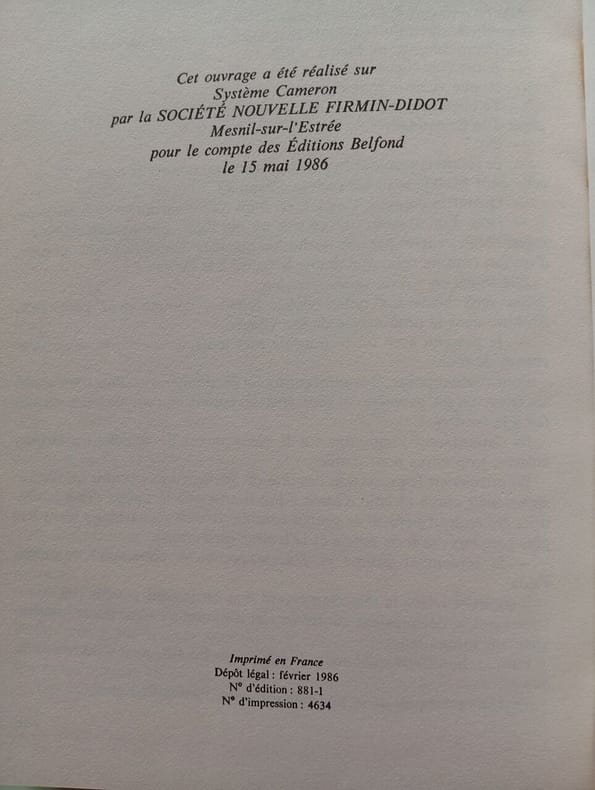 Cet ouvrage a été réalisé sur
Système Cameron
par la SOCIÉTÉ NOUVELLE FIRMIN-DIDOT
Mesnil-sur-l'Estrée
pour le compte des Éditions Belfond
le 15 mai 1986
Imprimé en France
Dépôt légal : février 1986
N° d'édition : 881-1
N° d'impression : 4634